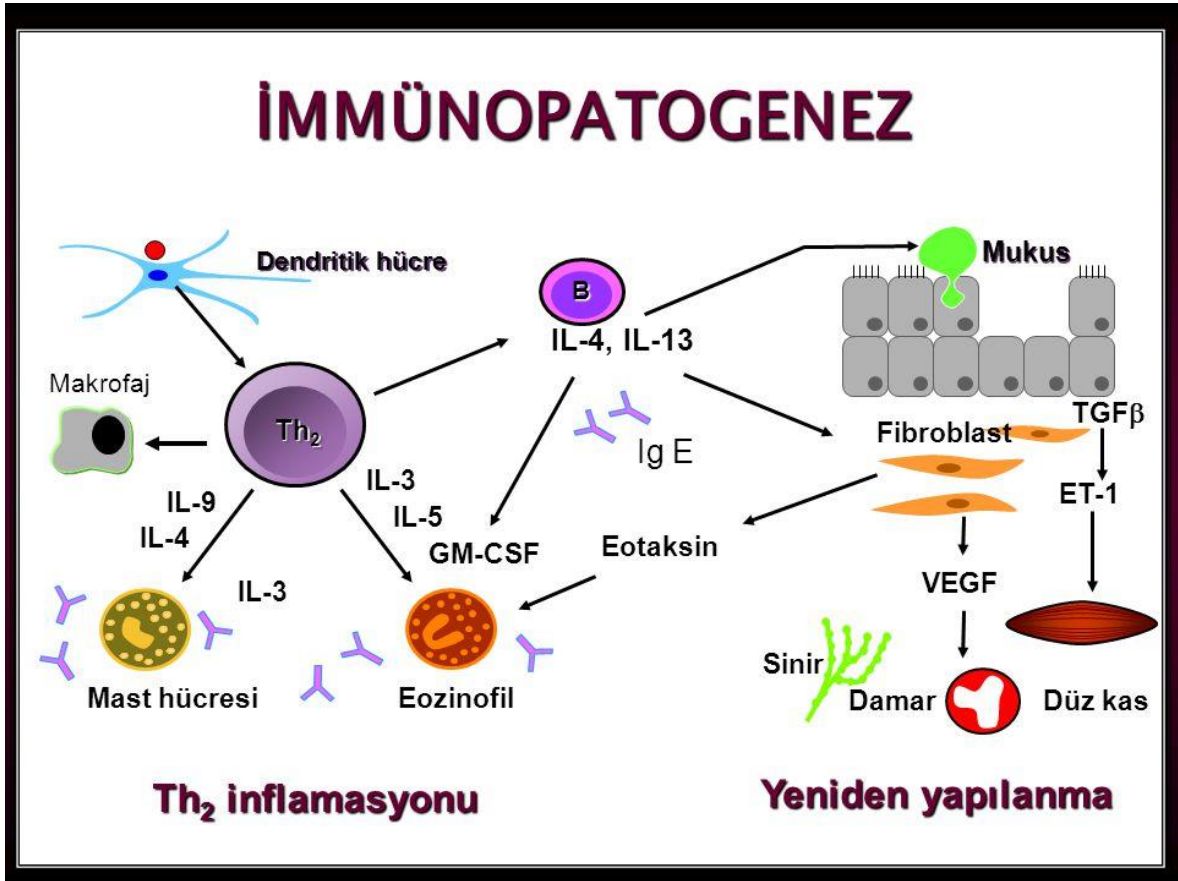 İMMÜNOPATOGENEZ
Dendritik hücre
B
IL-4, IL-13
Mukus
Makrofaj
Th₂
IL-9
IL-4
IL-3
IL-3
IL-5
GM-CSF
Ig E
Eotaksin
Fibroblast
TGFβ
ET-1
VEGF
Sinir
Damar
Düz kas
Mast hücresi
Eozinofil
Th₂ inflamasyonu
Yeniden yapılanma